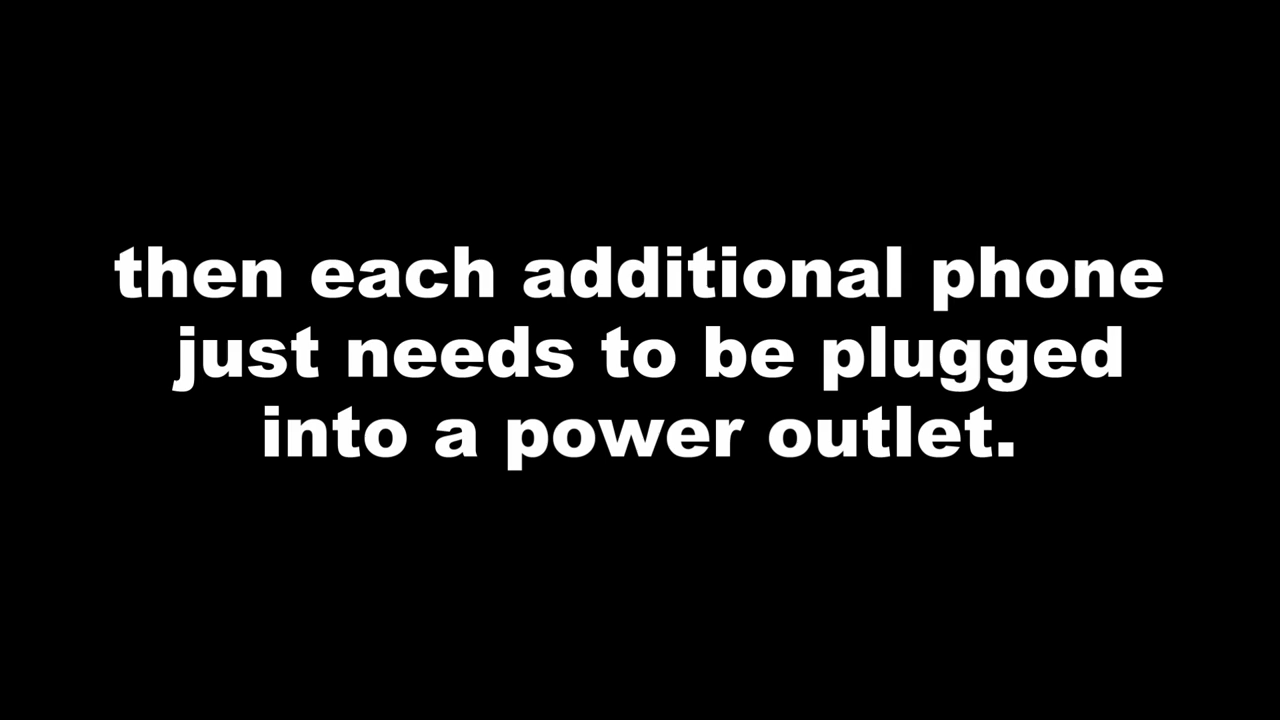 then each additional phone
just needs to be plugged
into a power outlet.